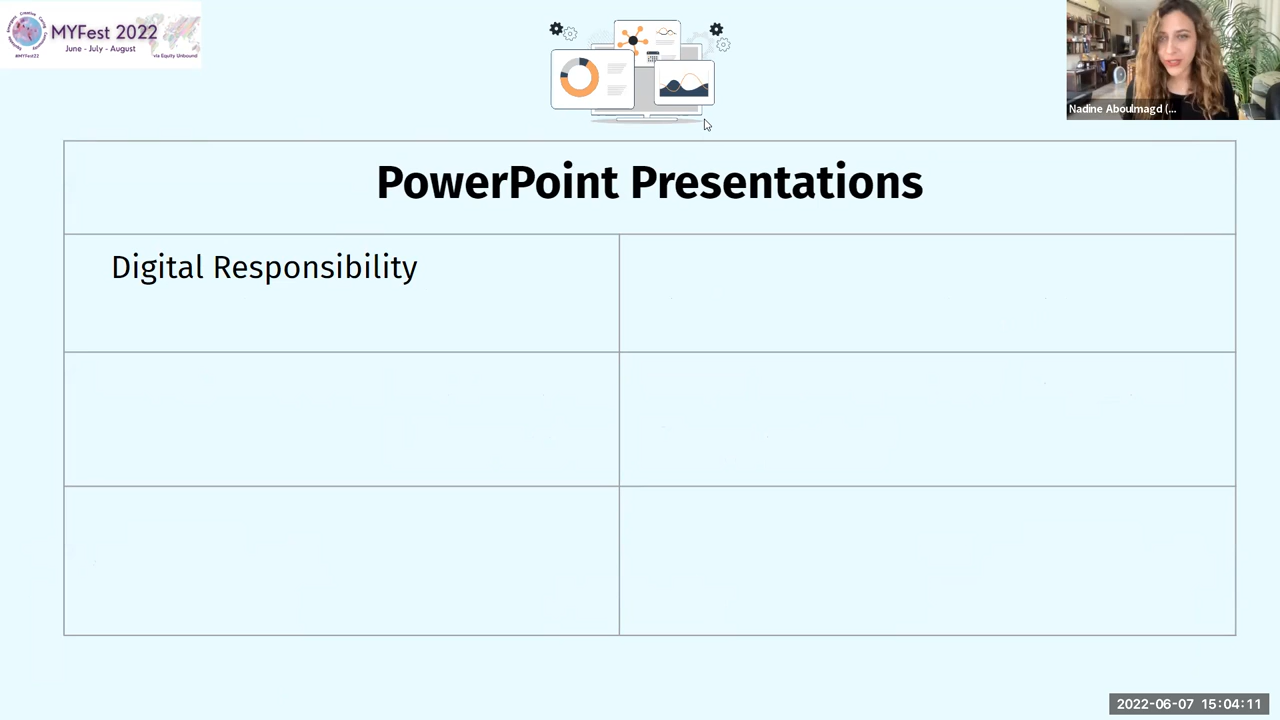 MYFest 2022
June - July - August
#MYFest22
via Equity Unbound
Nadine Aboulmagd (...
PowerPoint Presentations
Digital Responsibility
2022-06-07 15:04:11